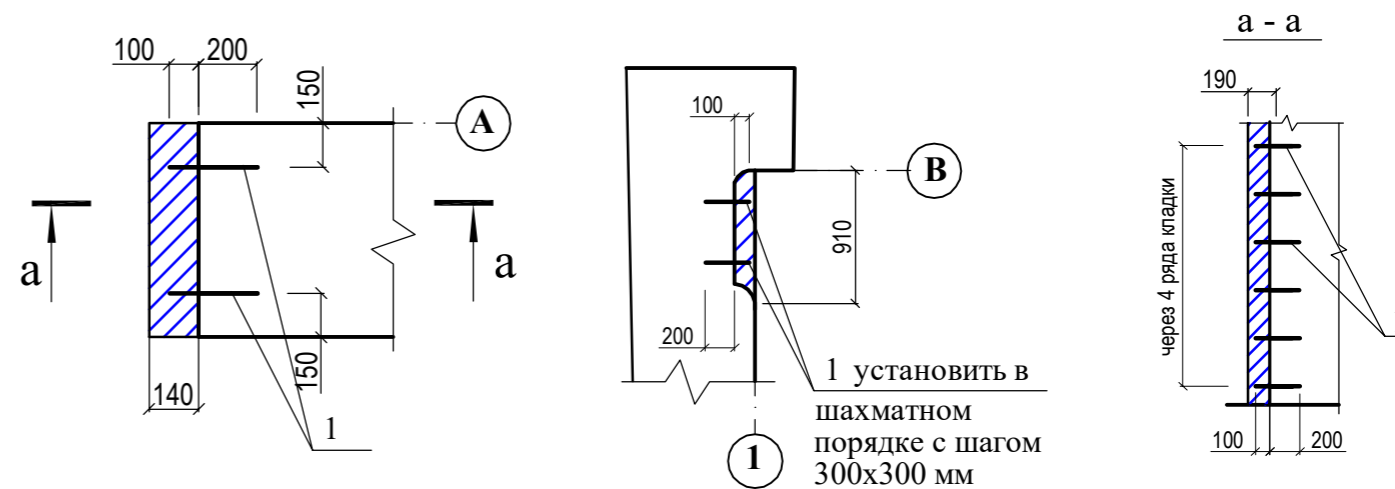 100
200
150
А
а
а
150
140
1
100
В
910
200
1 установить в
шахматном
порядке с шагом
300х300 мм
1
а - а
190
через 4 ряда кладки
100
200